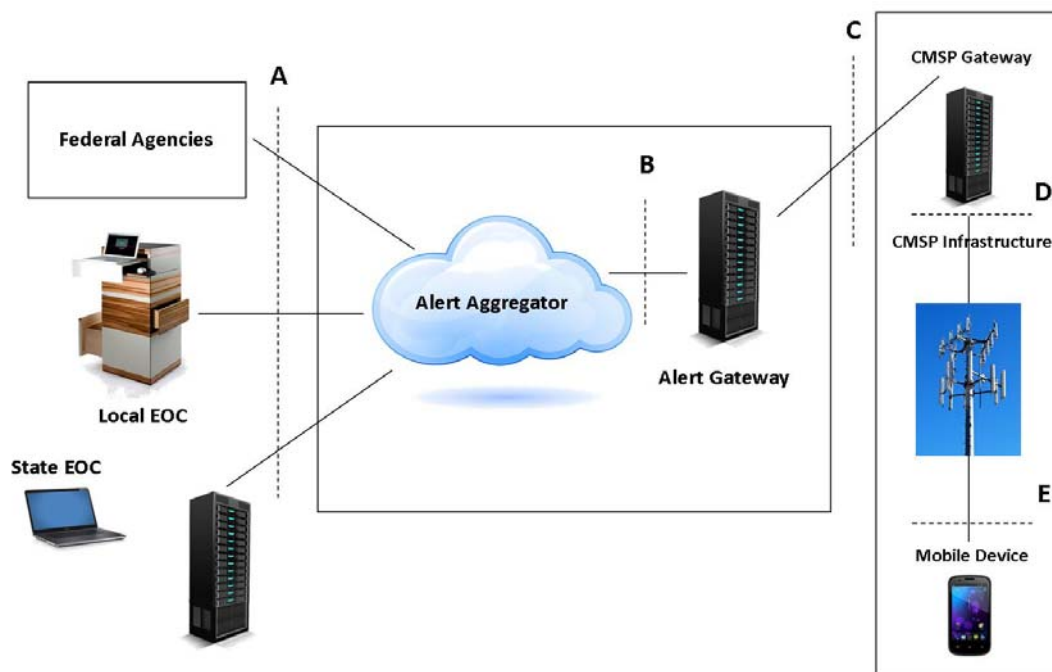 C
CMSP Gateway
A
Federal Agencies
B
D
CMSP Infrastructure
Alert Aggregator
Alert Gateway
Local EOC
State EOC
E
Mobile Device